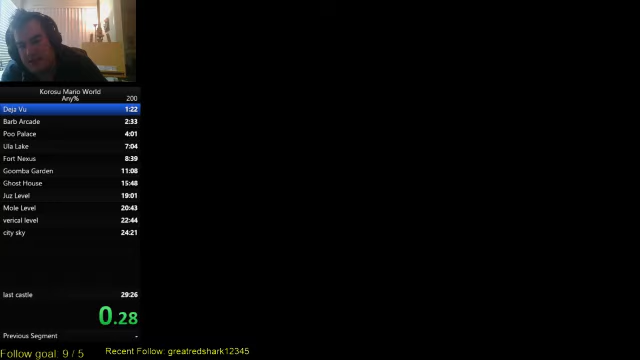 Korosu Mario World
Any% 200
Deja Vu 1:22
Barb Arcade 2:33
Poo Palace 4:01
Ula Lake 7:04
Fort Nexus 8:39
Goomba Garden 11:08
Ghost House 15:48
Juz Level 19:01
Mole Level 20:43
verical level 22:44
city sky 24:21
last castle 29:26
0.28
Previous Segment -
Follow goal: 9 / 5
Recent Follow: greatredshark12345